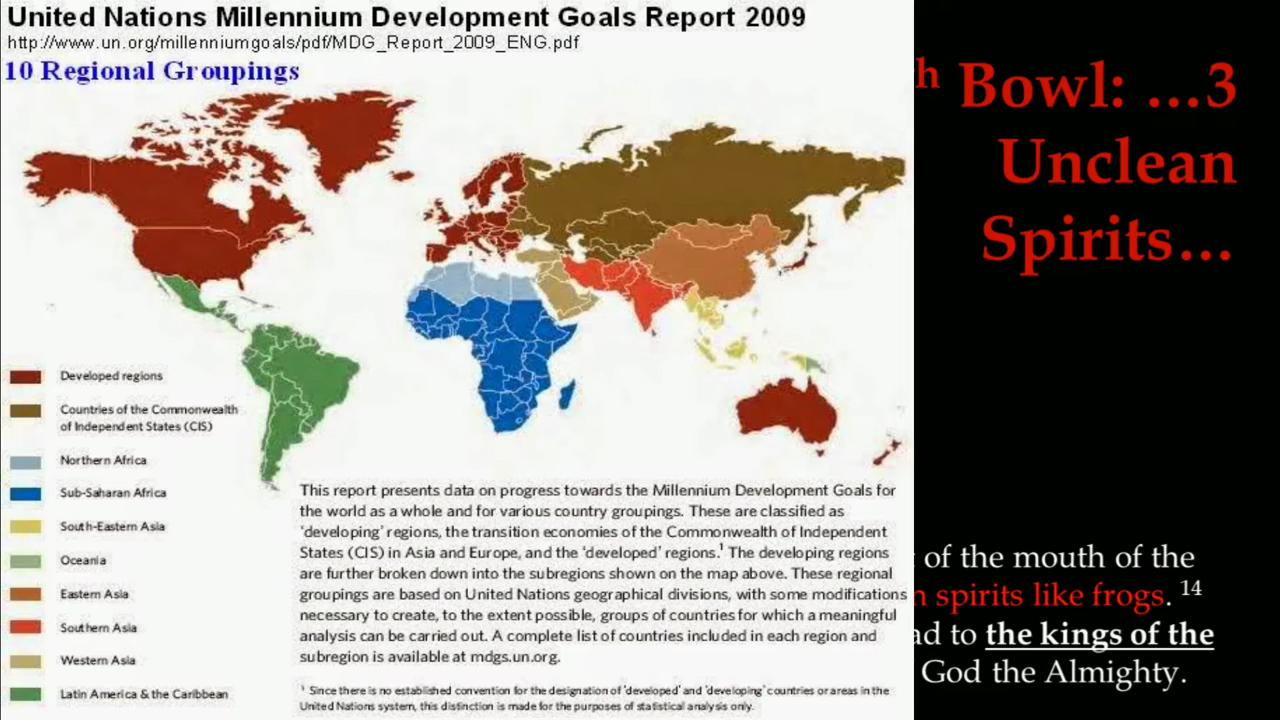 United Nations Millennium Development Goals Report 2009
http://www.un.org/millenniumgoals/pdf/MDG_Report_2009_ENG.pdf
10 Regional Groupings
Developed regions
Countries of the Commonwealth
of Independent States (CIS)
Northern Africa
Sub-Saharan Africa
South-Eastern Asia
Oceania
Eastern Asia
Southern Asia
Western Asia
Latin America & the Caribbean
This report presents data on progress towards the Millennium Development Goals for
the world as a whole and for various country groupings. These are classified as
'developing' regions, the transition economies of the Commonwealth of Independent
States (CIS) in Asia and Europe, and the 'developed' regions.¹ The developing regions
are further broken down into the subregions shown on the map above. These regional
groupings are based on United Nations geographical divisions, with some modifications
necessary to create, to the extent possible, groups of countries for which a meaningful
analysis can be carried out. A complete list of countries included in each region and
subregion is available at mdgs.un.org.
¹ Since there is no established convention for the designation of 'developed' and 'developing' countries or areas in the
United Nations system, this distinction is made for the purposes of statistical analysis only.
h Bowl: …3
Unclean
Spirits…
of the mouth of the
spirits like frogs. 14
to the kings of the
God the Almighty.